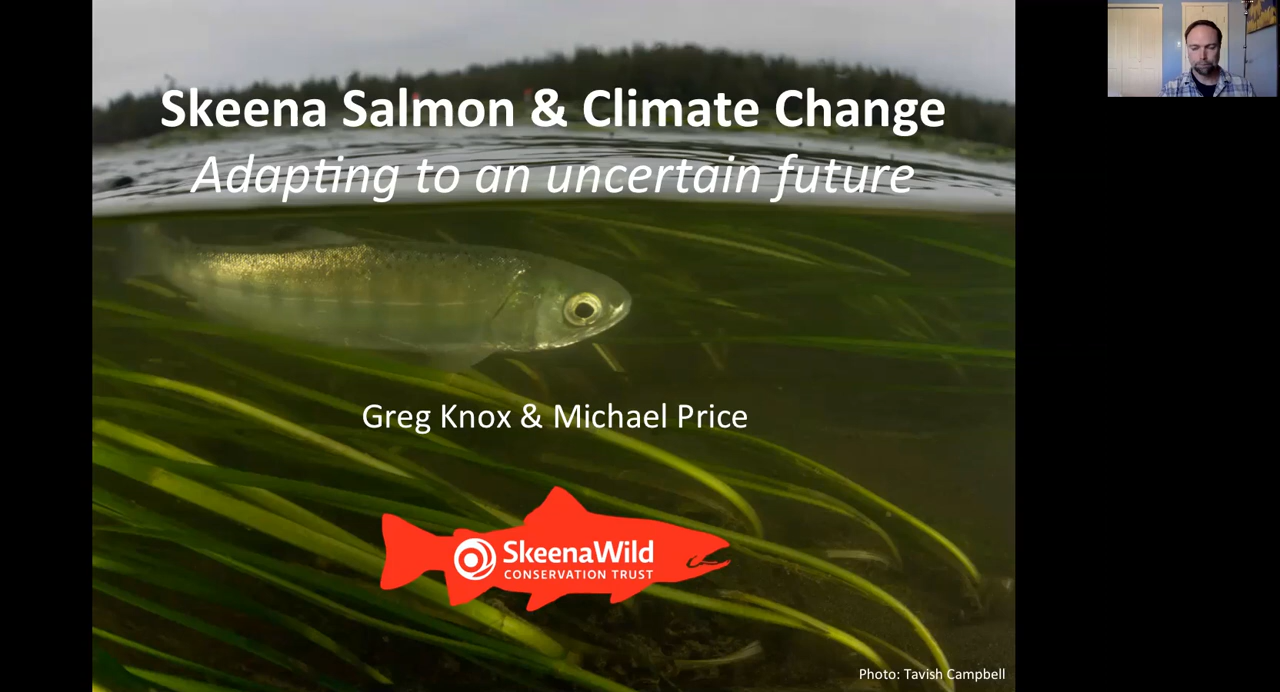 Skeena Salmon & Climate Change
Adapting to an uncertain future
Greg Knox & Michael Price
SkeenaWild
CONSERVATION TRUST
Photo: Tavish Campbell